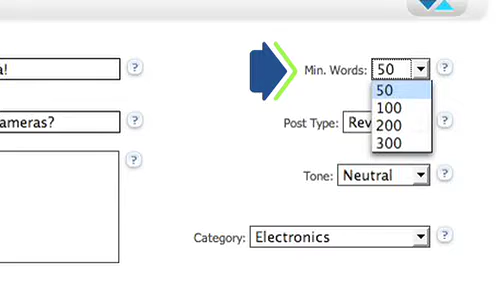 a!
Min. Words: 50
?
?
50
100
200
300
ameras?
?
Post Type: Rev
?
?
Tone: Neutral
?
Category: Electronics
?